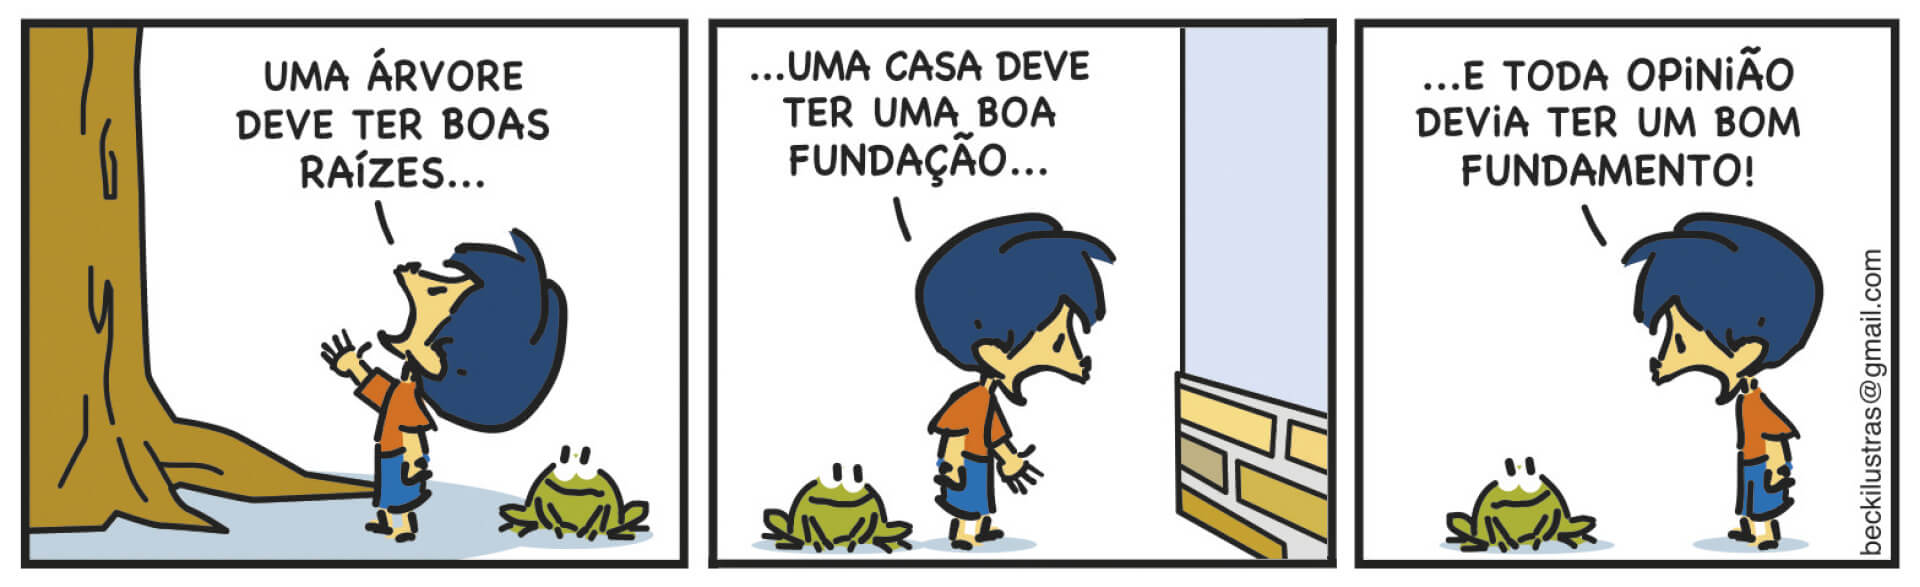 UMA ÁRVORE
DEVE TER BOAS
RAÍZES...
...UMA CASA DEVE
TER UMA BOA
FUNDAÇÃO...
...E TODA OPINIÃO
DEVIA TER UM BOM
FUNDAMENTO!
beckilustras@gmail.com